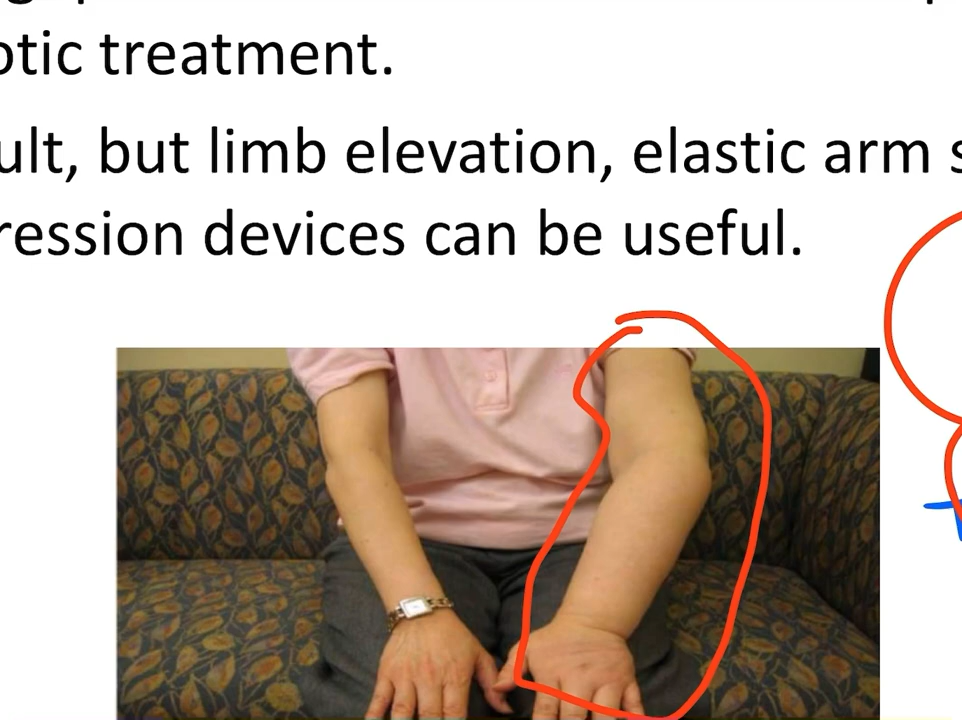 otic treatment.
ult, but limb elevation, elastic arm s
ression devices can be useful.